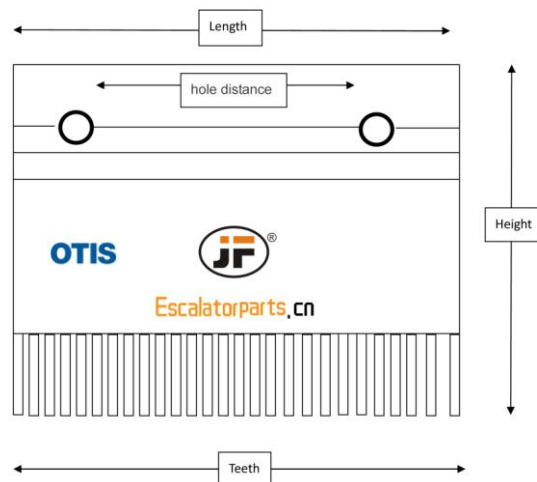 Length
hole distance
Height
OTIS
JF®
Escalatorparts.cn
Teeth